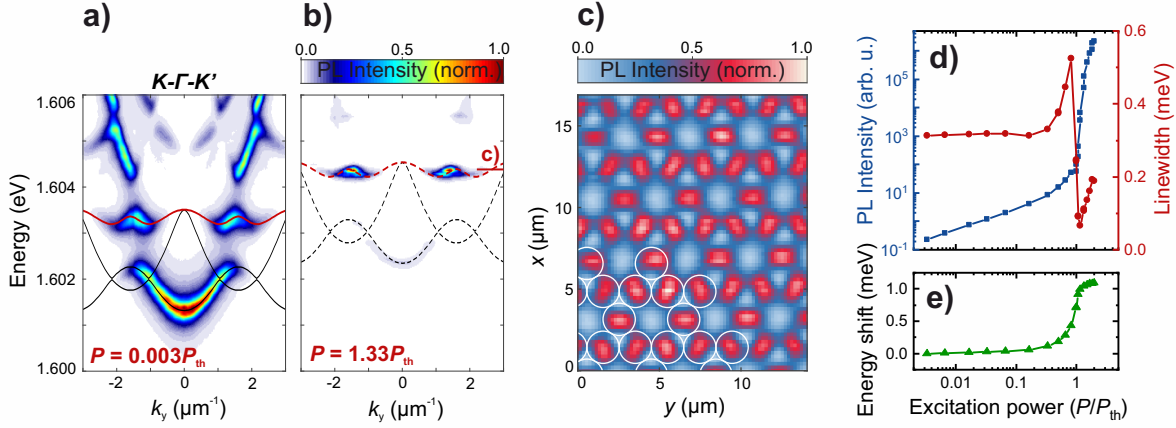 a)
K-Γ-K'
1.606
1.604
1.602
1.600
Energy (eV)
P = 0.003Pth
-2
0
2
ky (µm-1)
b)
0.0
0.5
1.0
PL Intensity (norm.)
c)
P = 1.33Pth
-2
0
2
ky (µm-1)
c)
0.0
0.5
1.0
PL Intensity (norm.)
15
10
5
0
x (µm)
0
5
10
y (µm)
d)
PL Intensity (arb. u.)
10^5
10^3
10^1
10^-1
0.6
0.4
0.2
0.0
Linewidth (meV)
e)
Energy shift (meV)
1.0
0.5
0.0
0.01
0.1
1
Excitation power (P/Pth)